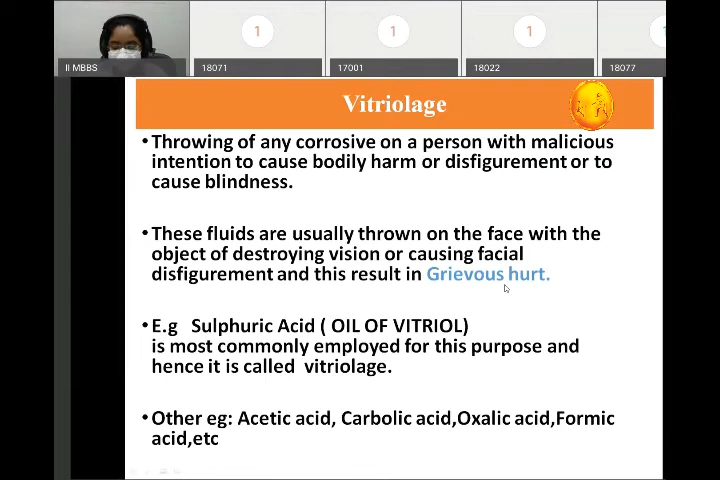 1
1
1
1
II MBBS
18071
17001
18022
18077
Vitriolage
•Throwing of any corrosive on a person with malicious
intention to cause bodily harm or disfigurement or to
cause blindness.
•These fluids are usually thrown on the face with the
object of destroying vision or causing facial
disfigurement and this result in Grievous hurt.
•E.g Sulphuric Acid ( OIL OF VITRIOL)
is most commonly employed for this purpose and
hence it is called vitriolage.
•Other eg: Acetic acid, Carbolic acid,Oxalic acid,Formic
acid,etc